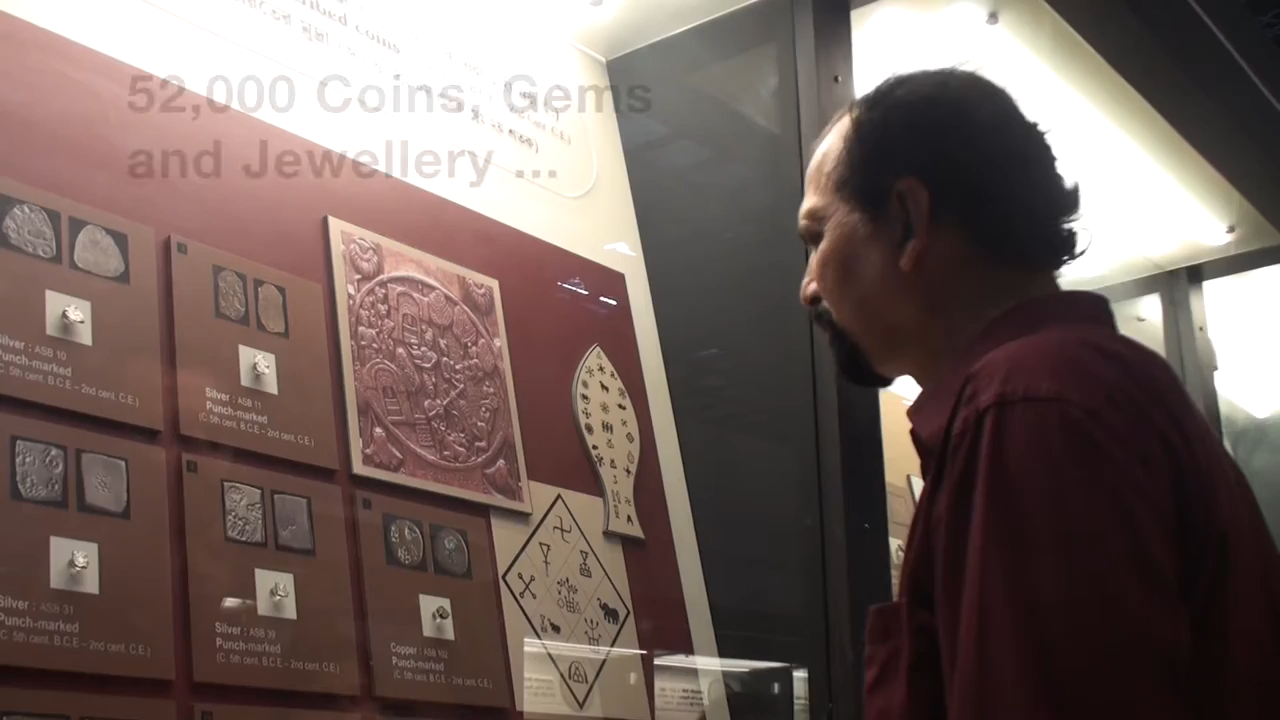 coins
52,000 Coins, Gems
and Jewellery ...
Silver : ASB 10
Punch-marked
(C. 5th cent. B.C.E – 2nd cent. C.E.)
Silver : ASB 11
Punch-marked
(C. 5th cent. B.C.E – 2nd cent. C.E.)
Silver : ASB 31
Punch-marked
(C. 5th cent. B.C.E – 2nd cent. C.E.)
Silver : ASB 39
Punch-marked
(C. 5th cent. B.C.E – 2nd cent. C.E.)
Copper : ASB 102
Punch-marked
(C. 5th cent. B.C.E – 2nd cent. C.E.)